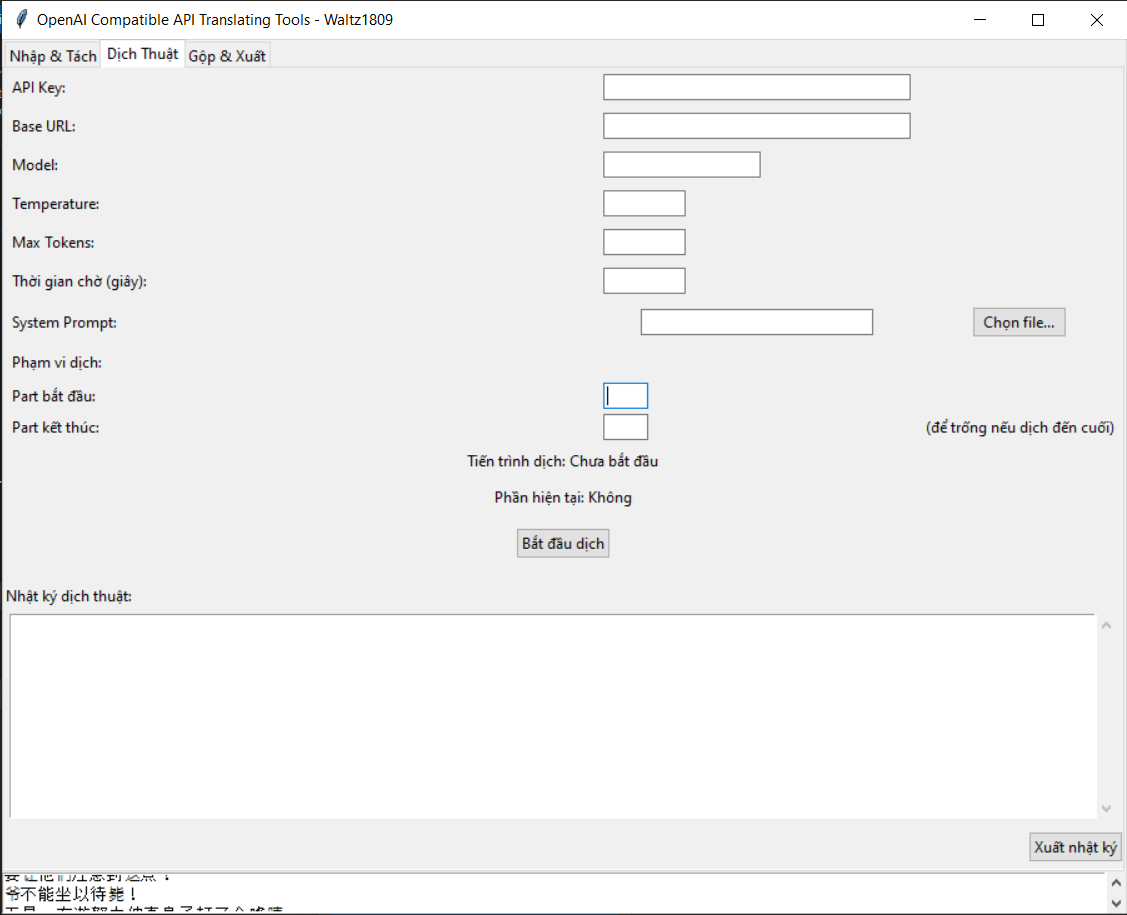 OpenAI Compatible API Translating Tools - Waltz1809
Nhập & Tách Dịch Thuật Gộp & Xuất
API Key:
Base URL:
Model:
Temperature:
Max Tokens:
Thời gian chờ (giây):
System Prompt: Chọn file...
Phạm vi dịch:
Part bắt đầu:
Part kết thúc: (để trống nếu dịch đến cuối)
Tiến trình dịch: Chưa bắt đầu
Phần hiện tại: Không
Bắt đầu dịch
Nhật ký dịch thuật:
Xuất nhật ký
爷不能坐以待毙！